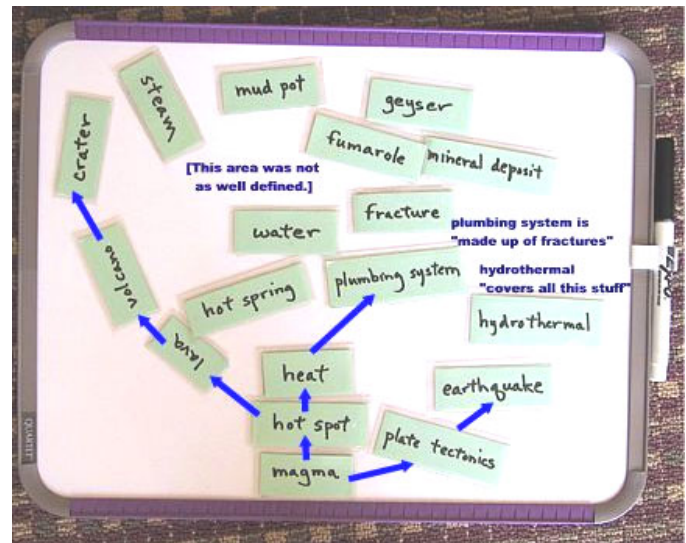 steam
mud pot
geyser
crater
fumarole
mineral deposit
[This area was not
as well defined.]
fracture
water
plumbing system is
"made up of fractures"
volcano
hot spring
plumbing system
hydrothermal
"covers all this stuff"
hydrothermal
lava
heat
earthquake
hot spot
plate tectonics
magma
QUARTET
EXPO